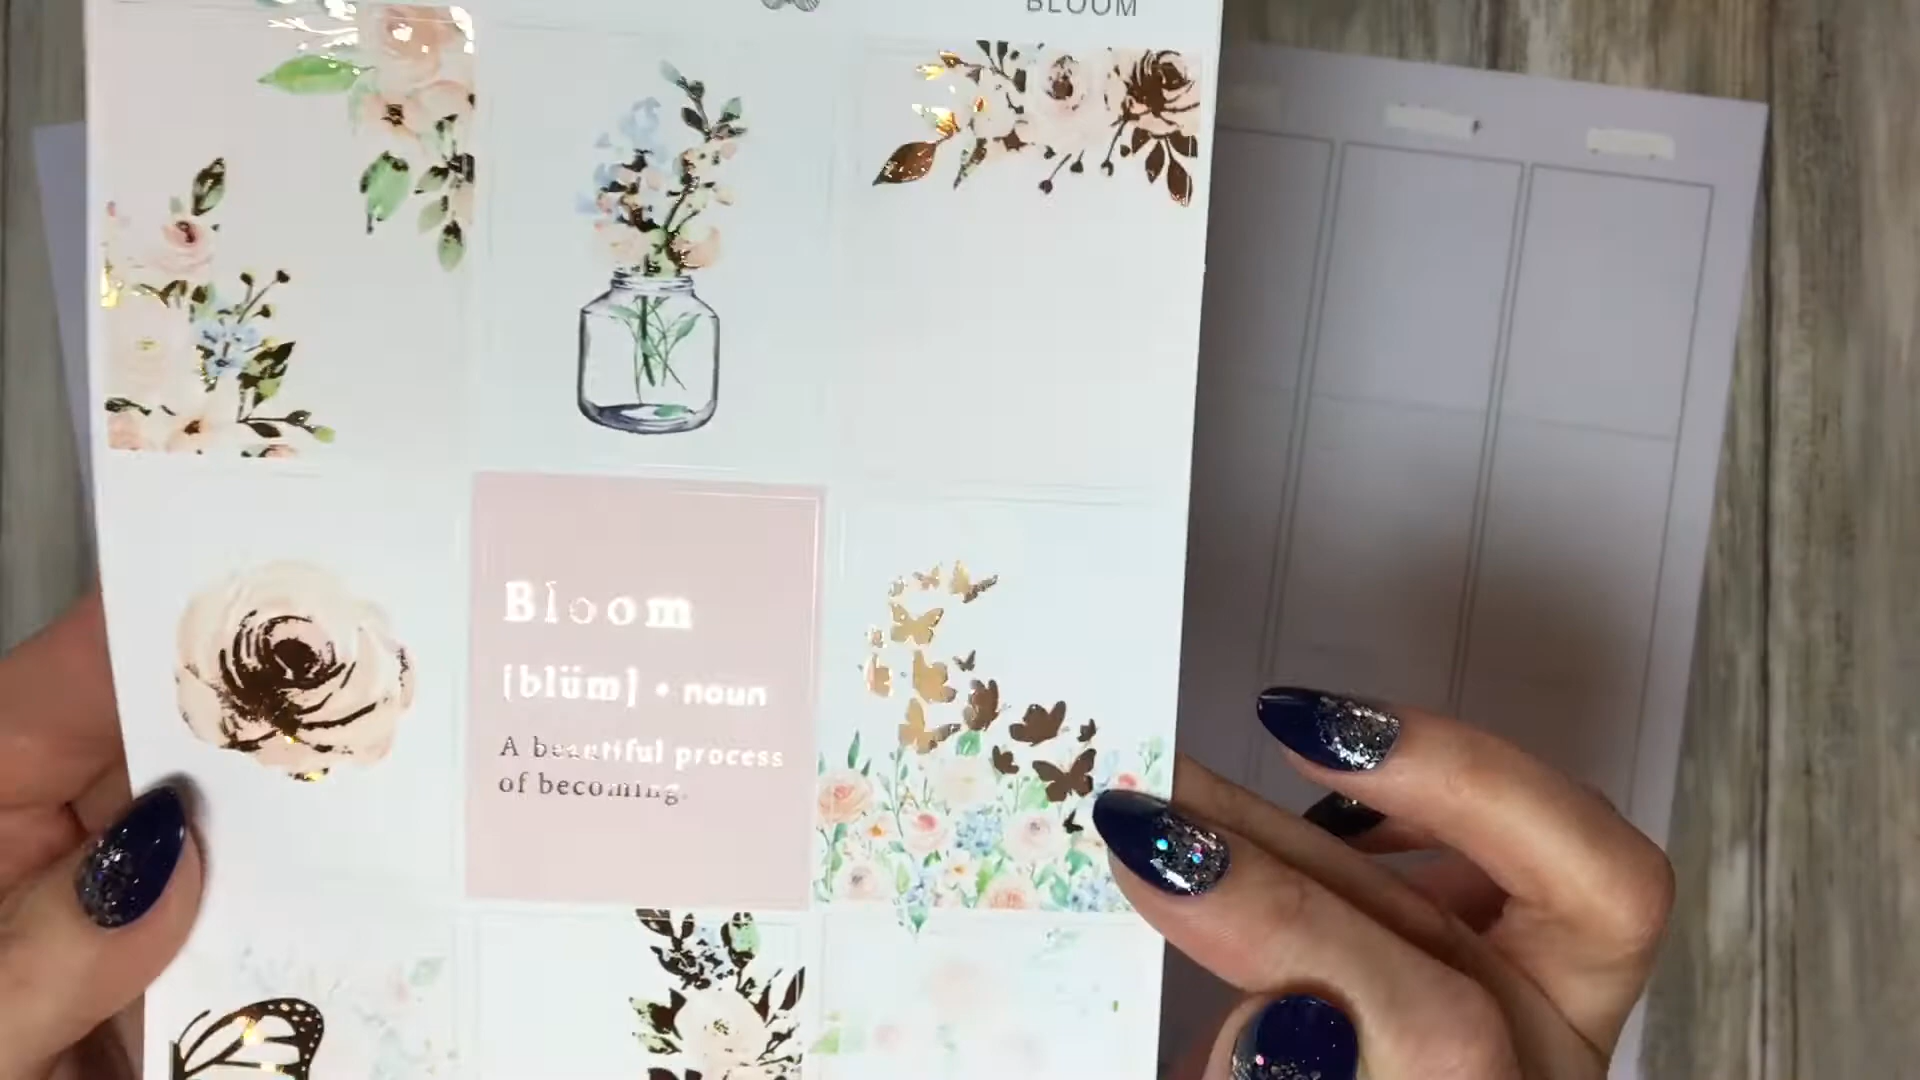 BLOOM
Bloom
[blüm] • noun
A beautiful process
of becoming.